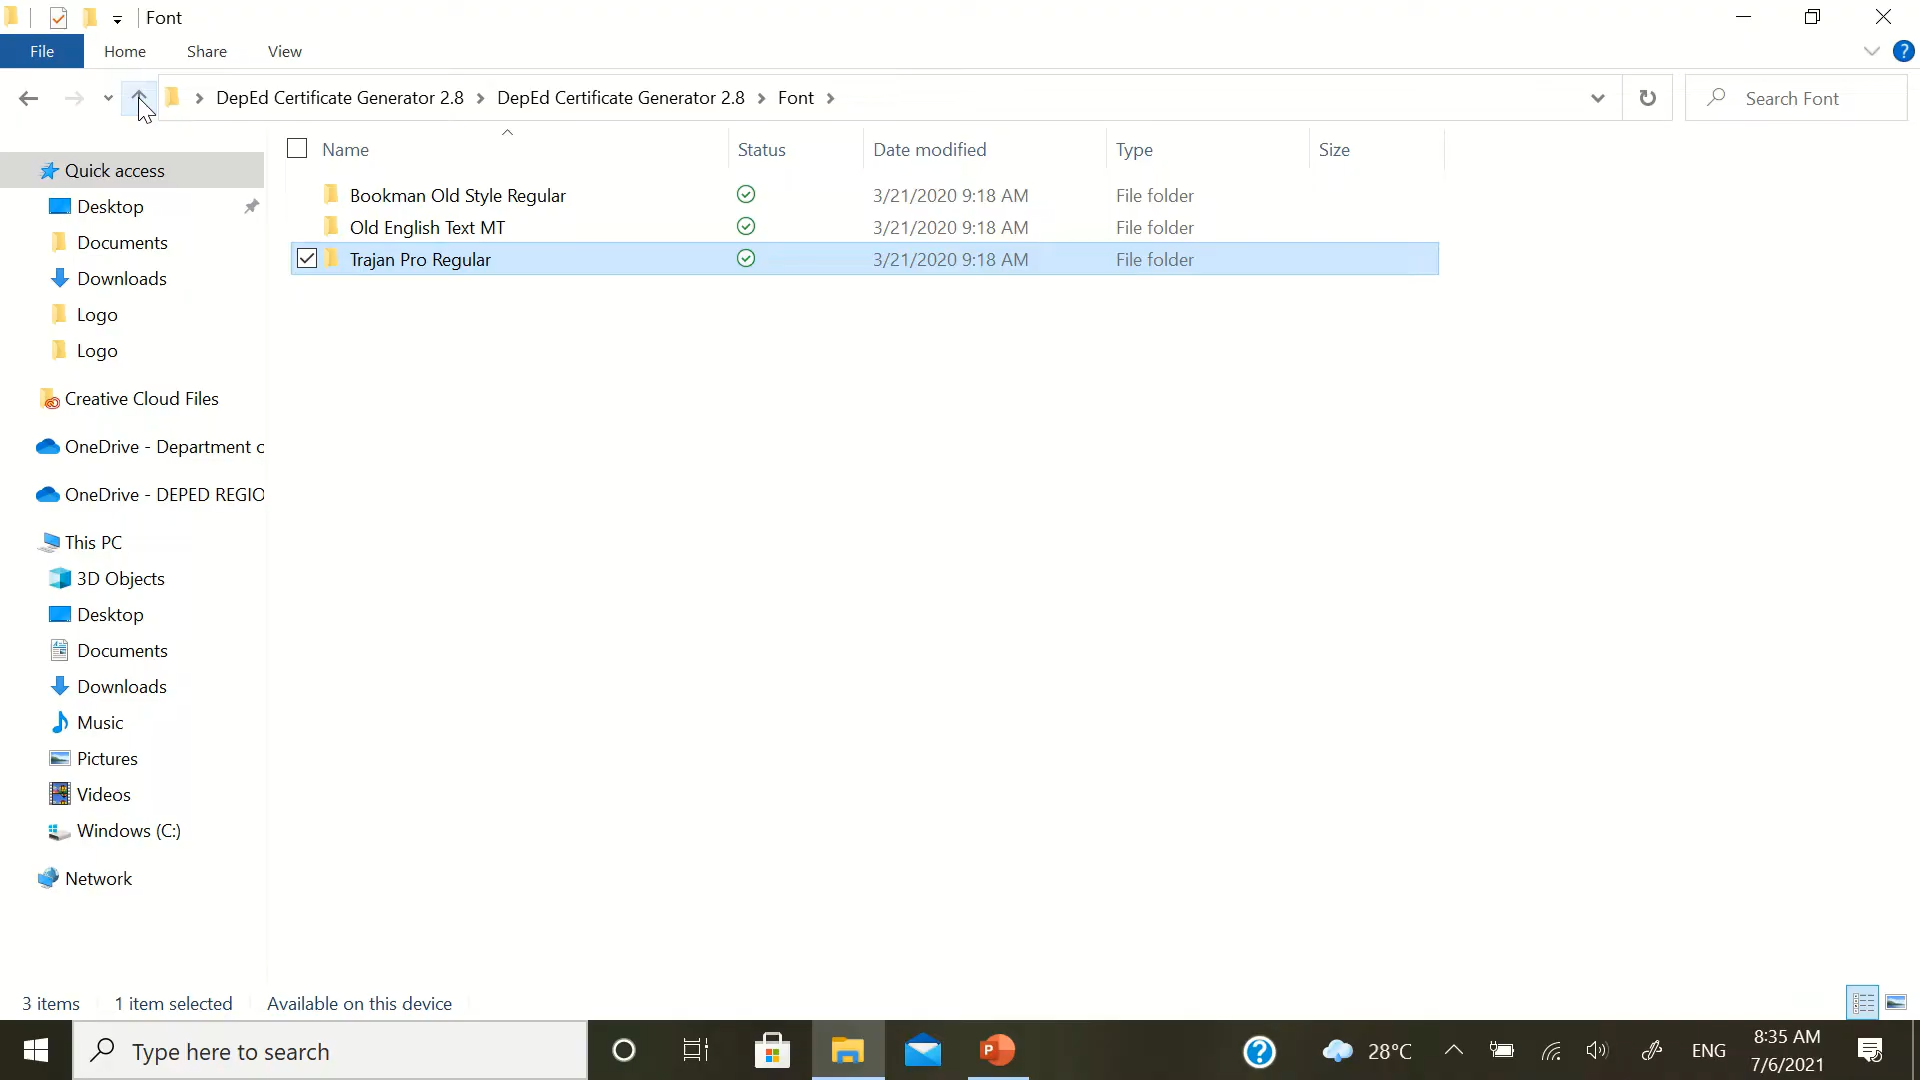 Font
File Home Share View
DepEd Certificate Generator 2.8 DepEd Certificate Generator 2.8 Font Search Font
Name Status Date modified Type Size
Quick access
Bookman Old Style Regular 3/21/2020 9:18 AM File folder
Desktop
Old English Text MT 3/21/2020 9:18 AM File folder
Documents
Trajan Pro Regular 3/21/2020 9:18 AM File folder
Downloads
Logo
Logo
Creative Cloud Files
OneDrive - Department c
OneDrive - DEPED REGIO
This PC
3D Objects
Desktop
Documents
Downloads
Music
Pictures
Videos
Windows (C:)
Network
3 items 1 item selected Available on this device
Type here to search 28°C ENG 8:35 AM
7/6/2021